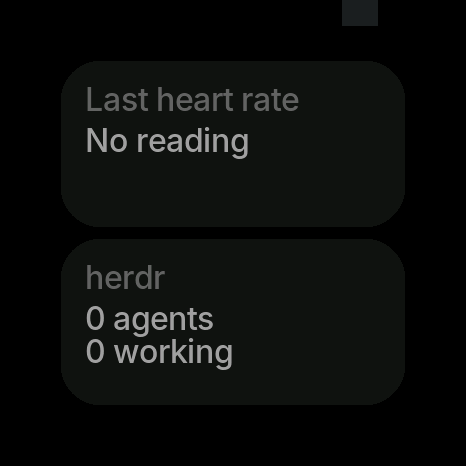 Last heart rate
No reading
herdr
0 agents
0 working